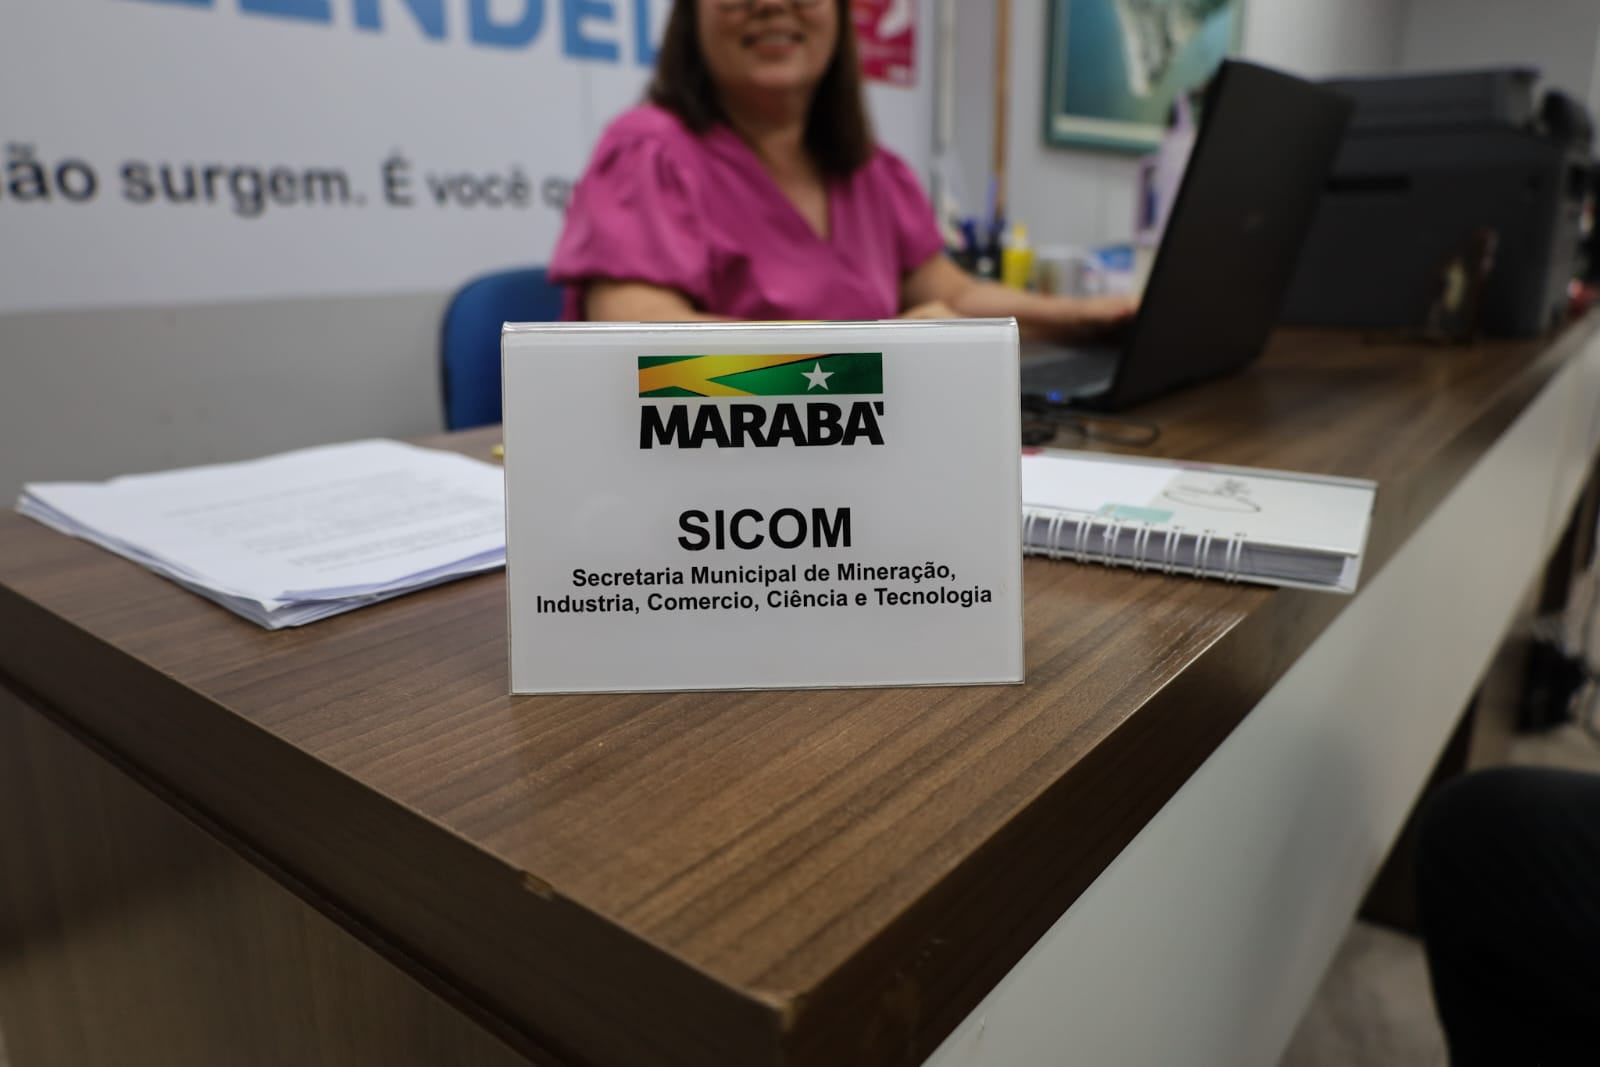 ão surgem. É você q
MARABÁ
SICOM
Secretaria Municipal de Mineração,
Industria, Comercio, Ciência e Tecnologia